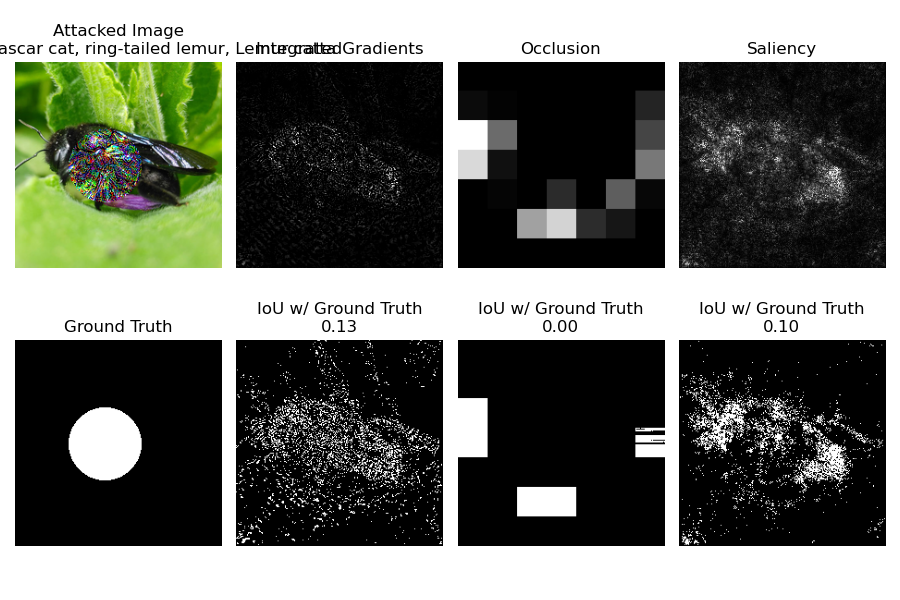 Attacked Image
ascar cat, ring-tailed lemur, Lemur catta
Integrated Gradients
Occlusion
Saliency
Ground Truth
IoU w/ Ground Truth
0.13
IoU w/ Ground Truth
0.00
IoU w/ Ground Truth
0.10